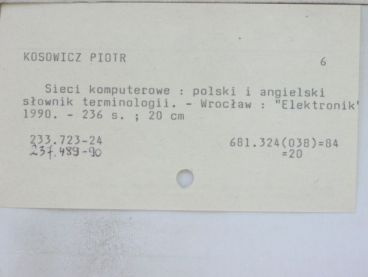 KOSOWICZ PIOTR 6
Sieci komputerowe : polski i angielski
słownik terminologii. - Wrocław : "Elektronik"
1990. - 236 s. ; 20 cm
233.723-24 681.324(038)=84
237.489-90 =20